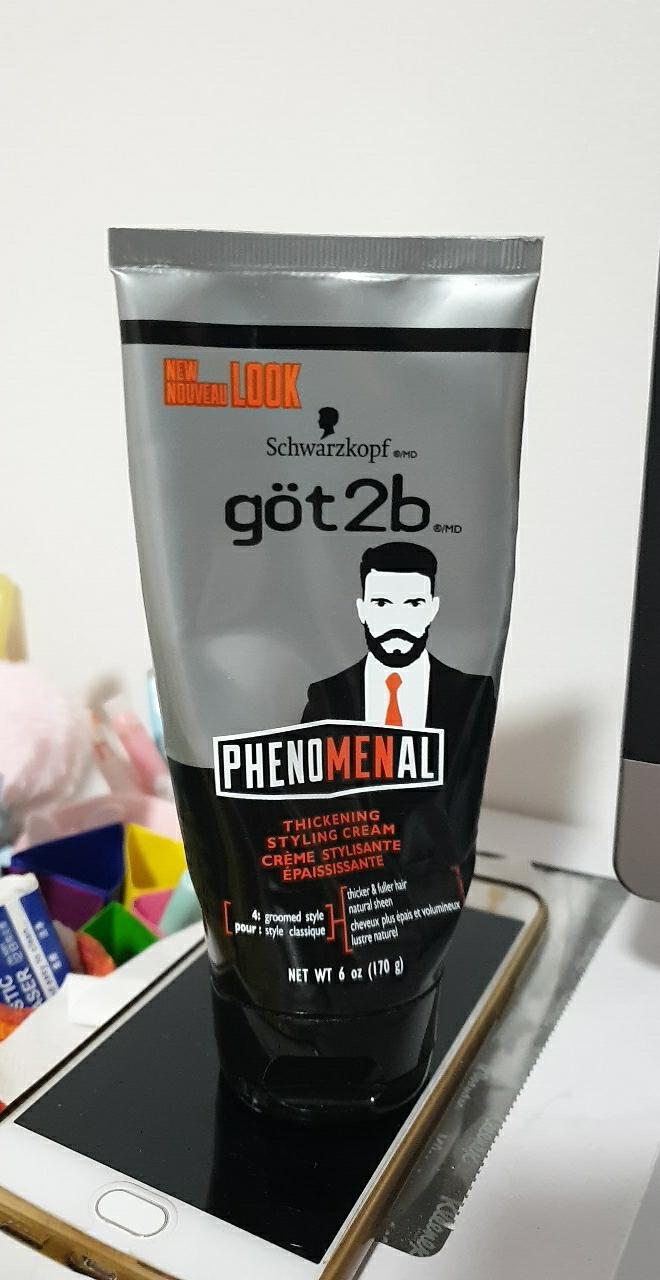 NEW
NOUVEAU LOOK
Schwarzkopf ®/MD
göt2b ®/MD
PHENOMENAL
THICKENING
STYLING CREAM
CRÈME STYLISANTE
ÉPAISSISSANTE
4: groomed style
pour : style classique
thicker & fuller hair
natural sheen
cheveux plus épais et volumineux
lustre naturel
NET WT 6 oz (170 g)